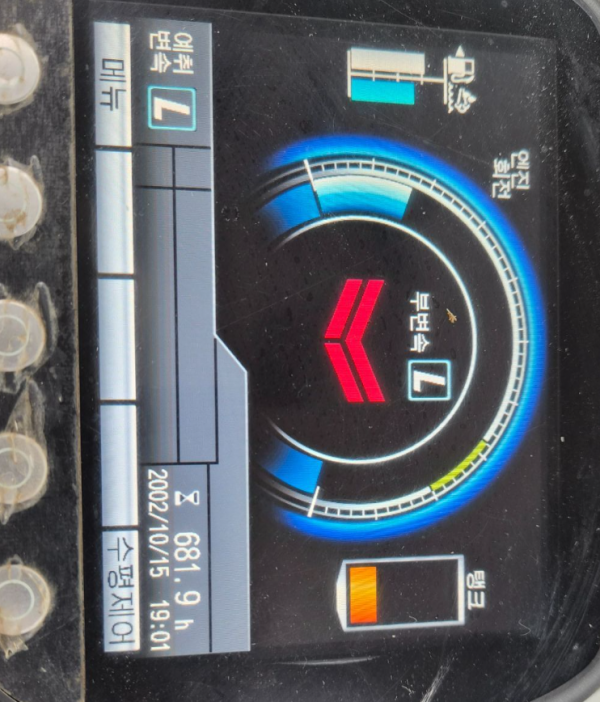 엔진
회전
탱크
부변속 L
예취
변속 L
681.9 h
2002/10/15 19:01
메뉴
수평제어